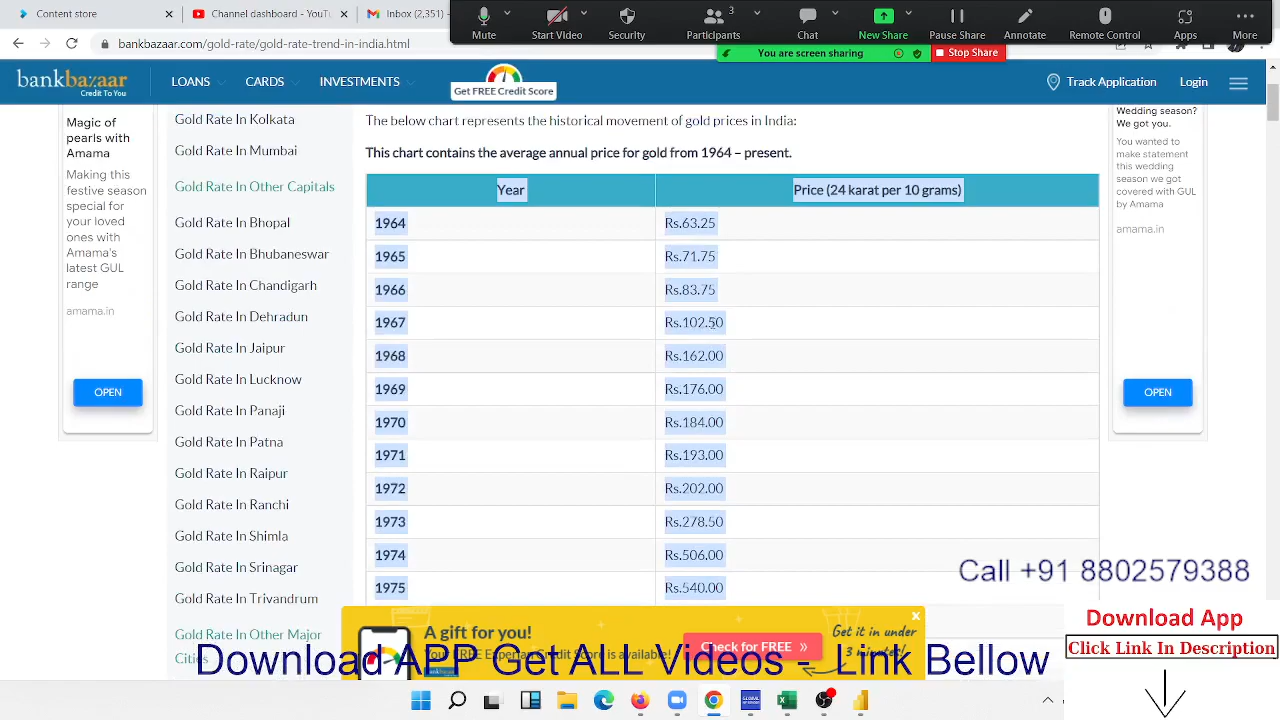 Content store
Channel dashboard - YouTu
Inbox (2,351)
Mute
Start Video
Security
Participants
3
Chat
New Share
Pause Share
Annotate
Remote Control
Apps
More
You are screen sharing
Stop Share
bankbazaar.com/gold-rate/gold-rate-trend-in-india.html
bankbazaar
Credit To You
LOANS
CARDS
INVESTMENTS
Get FREE Credit Score
Track Application
Login
Magic of
pearls with
Amama
Making this
festive season
special for
your loved
ones with
Amama's
latest GUL
range
amama.in
OPEN
Gold Rate In Kolkata
Gold Rate In Mumbai
Gold Rate In Other Capitals
Gold Rate In Bhopal
Gold Rate In Bhubaneswar
Gold Rate In Chandigarh
Gold Rate In Dehradun
Gold Rate In Jaipur
Gold Rate In Lucknow
Gold Rate In Panaji
Gold Rate In Patna
Gold Rate In Raipur
Gold Rate In Ranchi
Gold Rate In Shimla
Gold Rate In Srinagar
Gold Rate In Trivandrum
Gold Rate In Other Major
Cities
The below chart represents the historical movement of gold prices in India:
This chart contains the average annual price for gold from 1964 – present.
Year Price (24 karat per 10 grams)
1964 Rs.63.25
1965 Rs.71.75
1966 Rs.83.75
1967 Rs.102.50
1968 Rs.162.00
1969 Rs.176.00
1970 Rs.184.00
1971 Rs.193.00
1972 Rs.202.00
1973 Rs.278.50
1974 Rs.506.00
1975 Rs.540.00
Wedding season?
We got you.
You wanted to
make statement
this wedding
season we got
covered with GUL
by Amama
amama.in
OPEN
Call +91 8802579388
Download App
Click Link In Description
A gift for you!
Your FREE Experian Credit Score is available!
Check for FREE »
Get it in under
3 minutes!
Download APP Get ALL Videos - Link Bellow